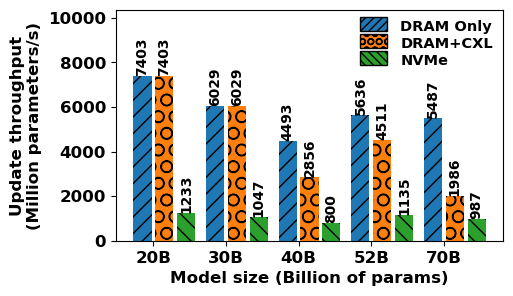 Update throughput
(Million parameters/s)
10000
8000
6000
4000
2000
0
DRAM Only
DRAM+CXL
NVMe
7403 7403 1233
6029 6029 1047
4493 2856 800
5636 4511 1135
5487 1986 987
20B 30B 40B 52B 70B
Model size (Billion of params)